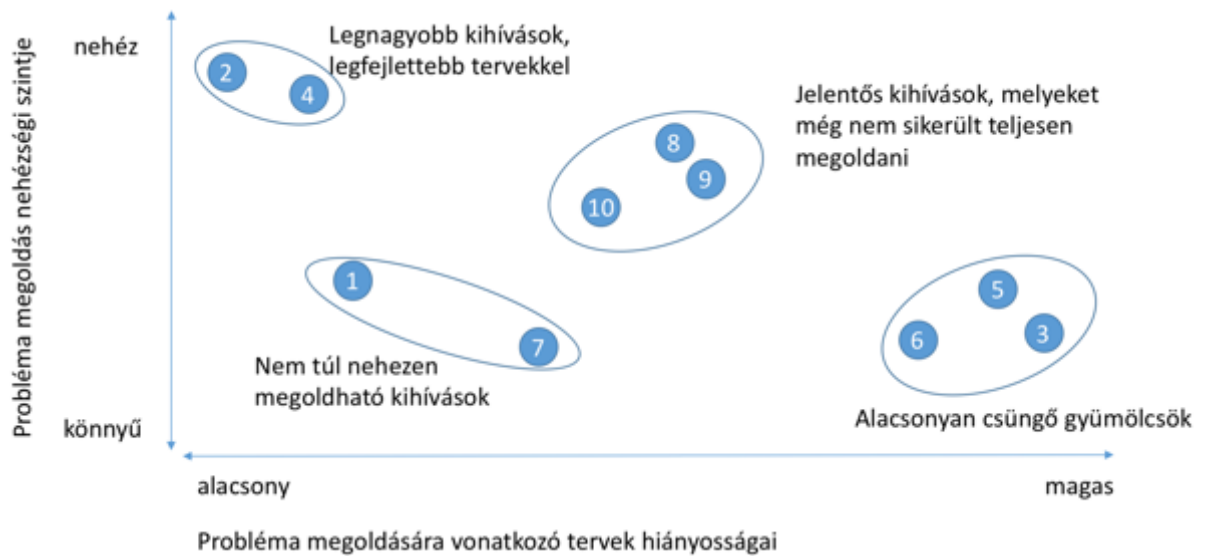 Probléma megoldás nehézségi szintje
nehéz
Legnagyobb kihívások,
legfejlettebb tervekkel
2
4
Jelentős kihívások, melyeket
még nem sikerült teljesen
megoldani
8
9
10
1
7
Nem túl nehezen
megoldható kihívások
5
6
3
Alacsonyan csüngő gyümölcsök
könnyű
alacsony
magas
Probléma megoldására vonatkozó tervek hiányosságai